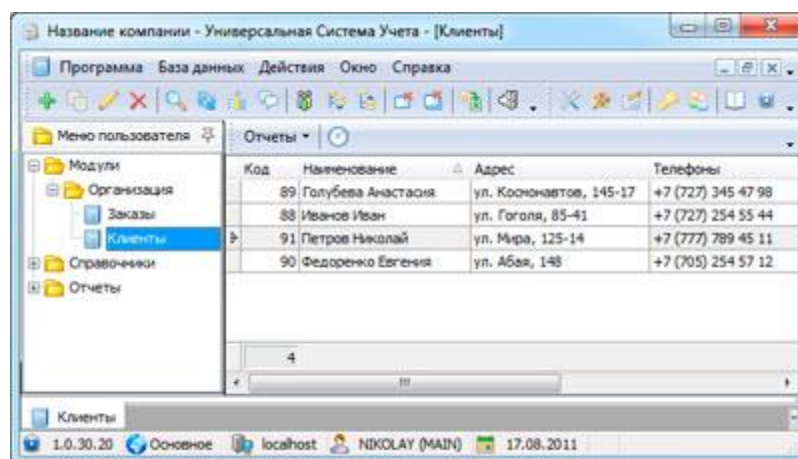 Название компании - Универсальная Система Учета - [Клиенты]
Программа База данных Действия Окно Справка
Меню пользователя
Отчеты
Модули
Организация
Заказы
Клиенты
Справочники
Отчеты
Код Наименование Адрес Телефоны
89 Голубева Анастасия ул. Космонавтов, 145-17 +7 (727) 345 47 98
88 Иванов Иван ул. Гоголя, 85-41 +7 (727) 254 55 44
91 Петров Николай ул. Мира, 125-14 +7 (777) 789 45 11
90 Федоренко Евгения ул. Абая, 148 +7 (705) 254 57 12
4
Клиенты
1.0.30.20 Основное localhost NIKOLAY (MAIN) 17.08.2011